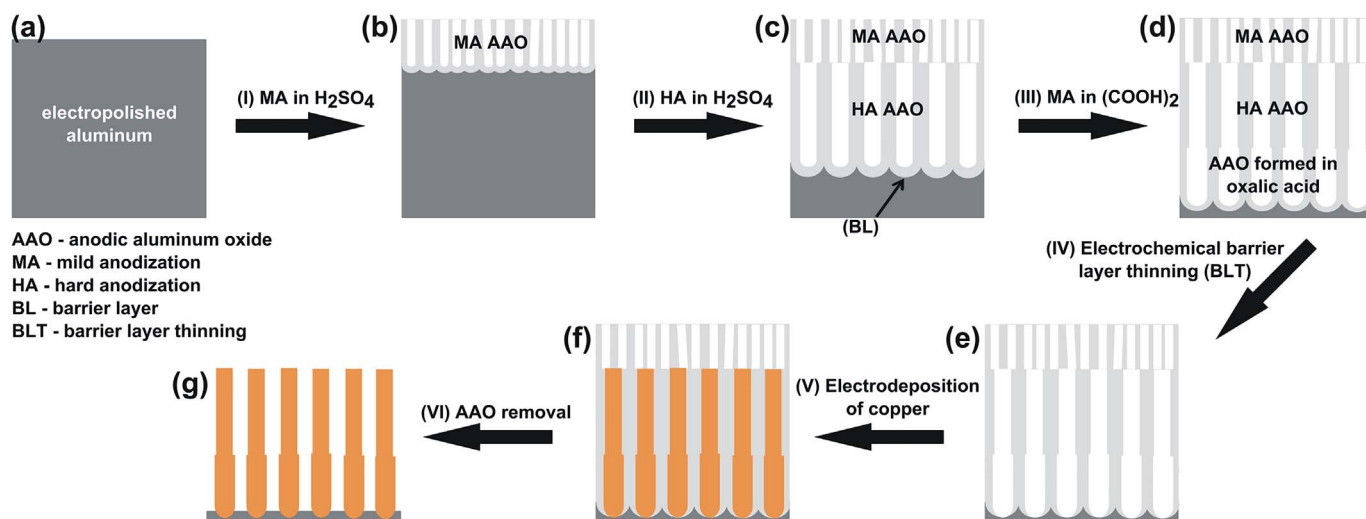 (a)
electropolished
aluminum
(I) MA in H₂SO₄
(b)
MA AAO
(II) HA in H₂SO₄
(c)
MA AAO
HA AAO
(BL)
(III) MA in (COOH)₂
(d)
MA AAO
HA AAO
AAO formed in
oxalic acid
AAO - anodic aluminum oxide
MA - mild anodization
HA - hard anodization
BL - barrier layer
BLT - barrier layer thinning
(IV) Electrochemical barrier
layer thinning (BLT)
(e)
(V) Electrodeposition
of copper
(f)
(VI) AAO removal
(g)